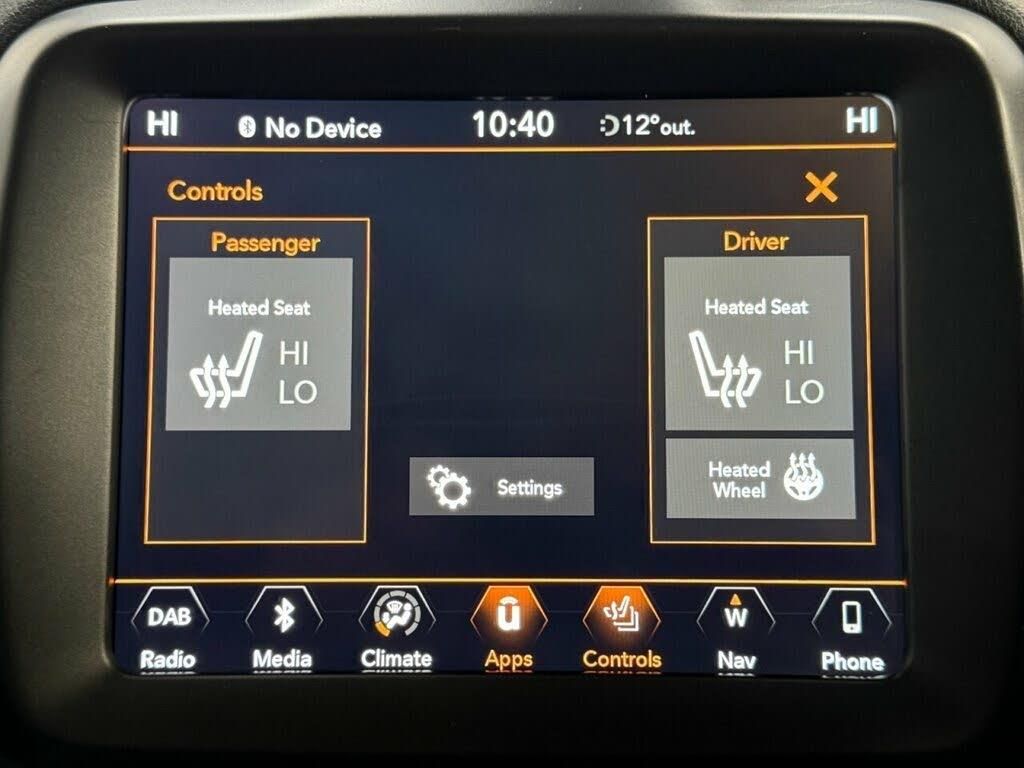 HI No Device 10:40 12° out. HI
Controls
Passenger
Heated Seat
HI
LO
Driver
Heated Seat
HI
LO
Heated
Wheel
Settings
DAB
Radio
Media
Climate
ū
Apps
Controls
W
Nav
Phone